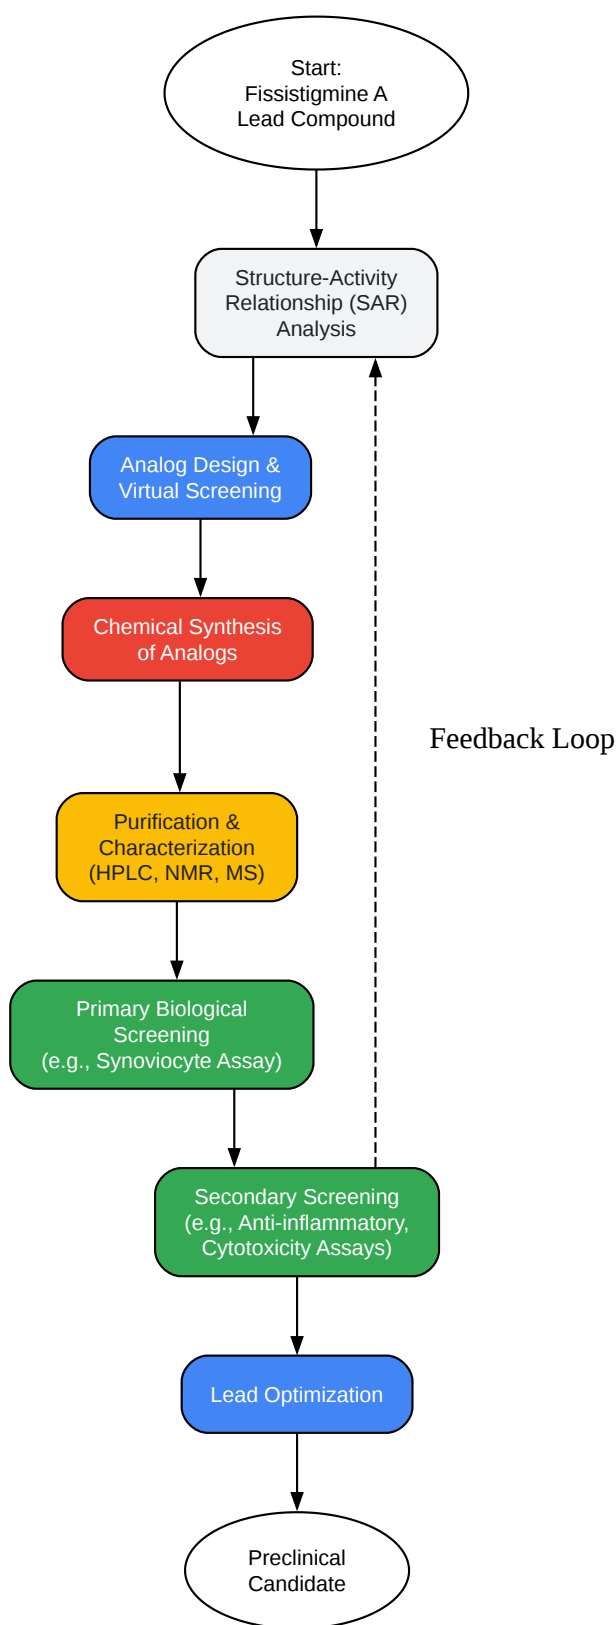 Start:
Fissistigmine A
Lead Compound
Structure-Activity
Relationship (SAR)
Analysis
Analog Design &
Virtual Screening
Chemical Synthesis
of Analogs
Feedback Loop
Purification &
Characterization
(HPLC, NMR, MS)
Primary Biological
Screening
(e.g., Synoviocyte Assay)
Secondary Screening
(e.g., Anti-inflammatory,
Cytotoxicity Assays)
Lead Optimization
Preclinical
Candidate